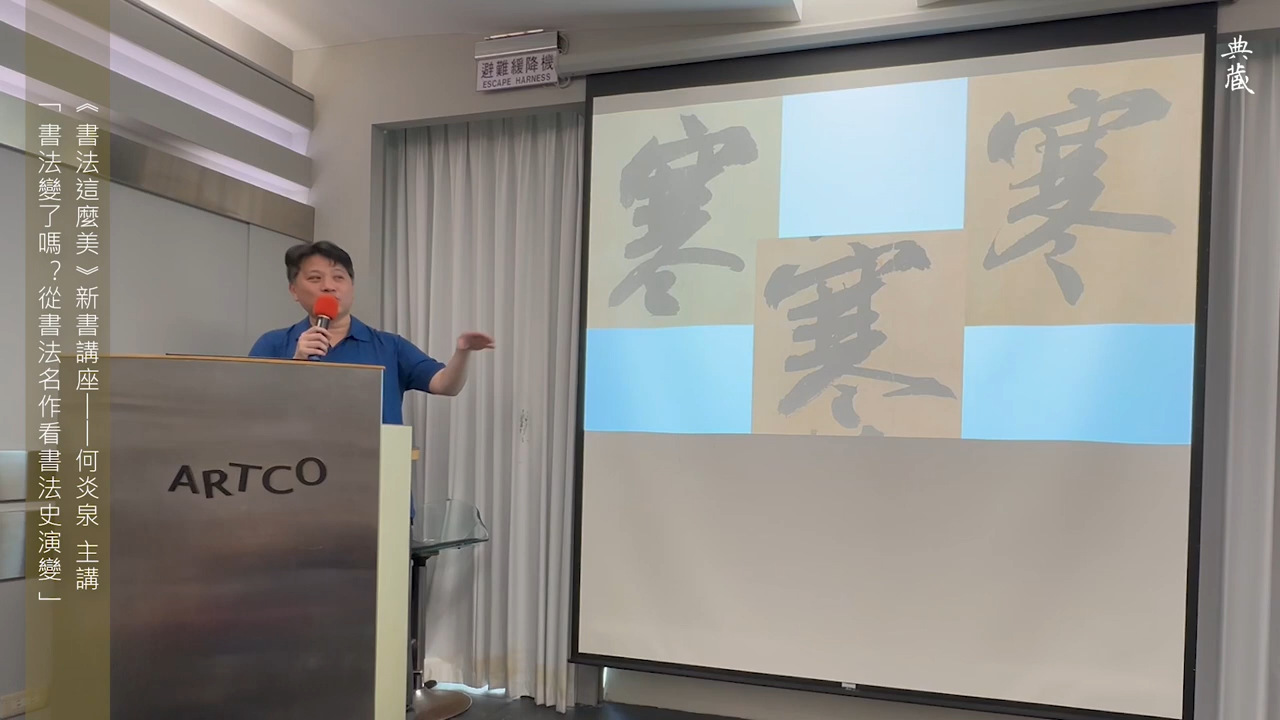 《書法這麼美》新書講座——何炎泉 主講
「書法變了嗎？從書法名作看書法史演變」
避難緩降機
ESCAPE HARNESS
典藏
寒
寒
寒
ARTCO